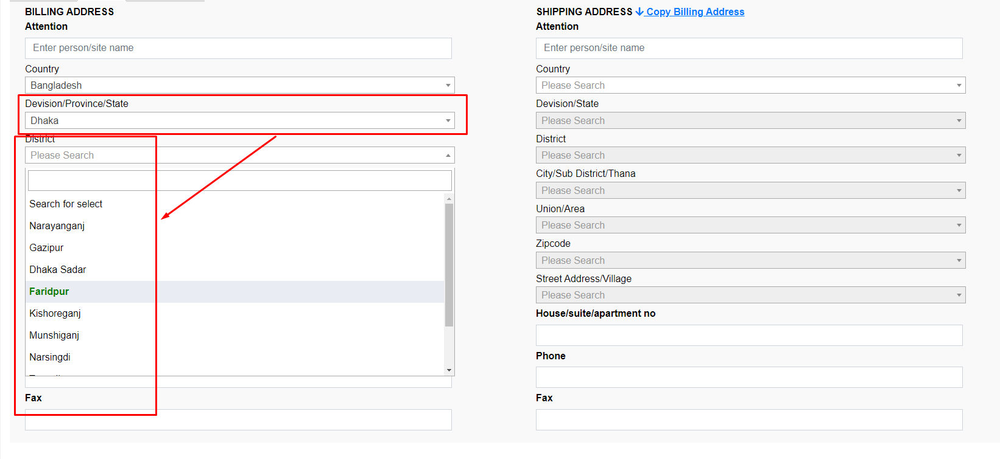 BILLING ADDRESS
Attention
Enter person/site name
Country
Bangladesh
Devision/Province/State
Dhaka
District
Please Search
Search for select
Narayanganj
Gazipur
Dhaka Sadar
Faridpur
Kishoreganj
Munshiganj
Narsingdi
Fax
SHIPPING ADDRESS Copy Billing Address
Attention
Enter person/site name
Country
Please Search
Devision/State
Please Search
District
Please Search
City/Sub District/Thana
Please Search
Union/Area
Please Search
Zipcode
Please Search
Street Address/Village
Please Search
House/suite/apartment no
Phone
Fax